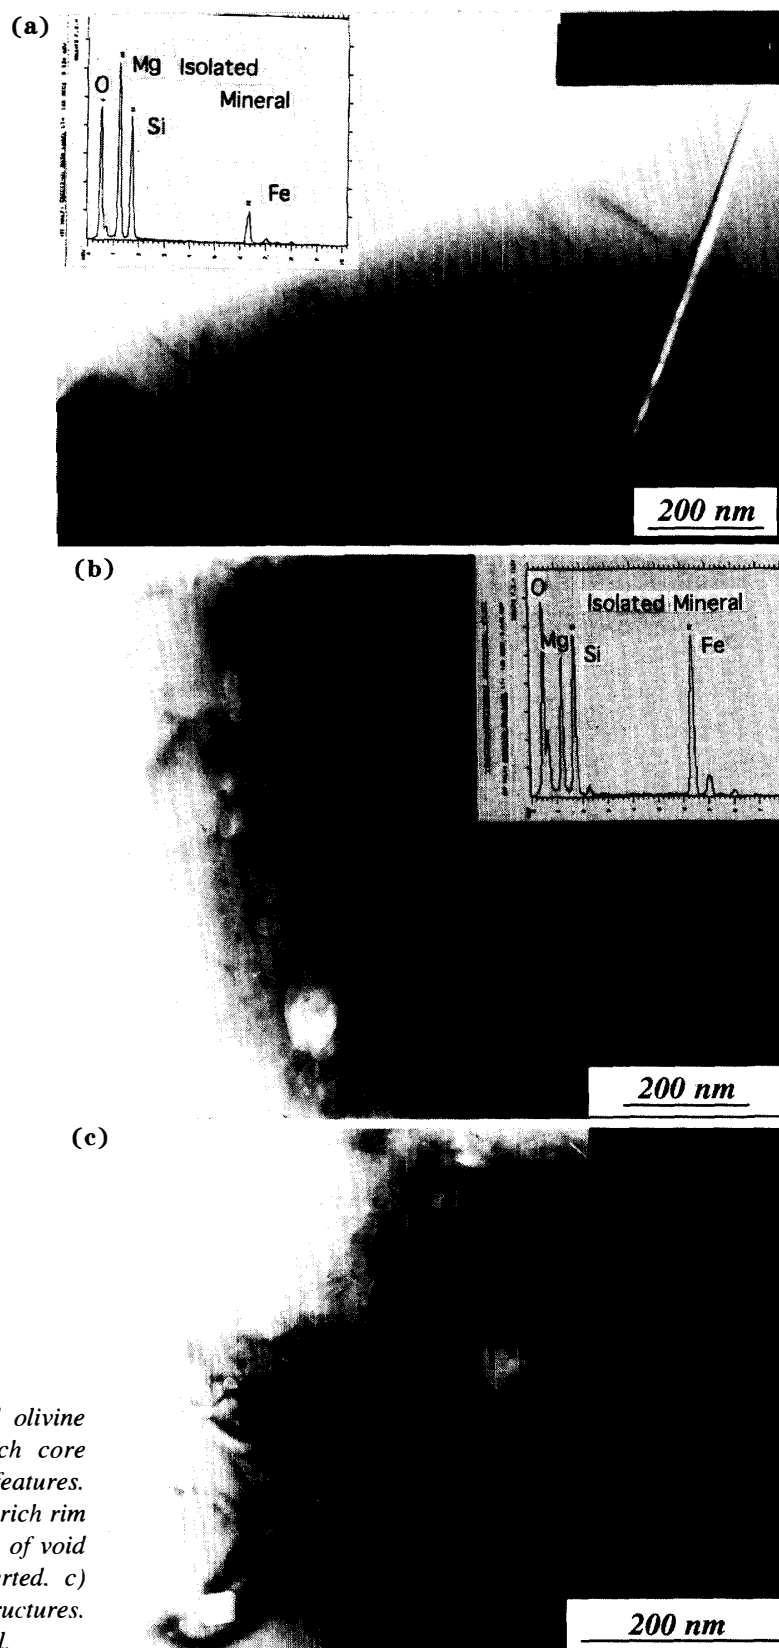 (a)
O
Mg Isolated
Mineral
Si
Fe
200 nm
(b)
O
Isolated Mineral
Mg
Si
Fe
200 nm
(c)
olivine
ch core
features.
rich rim
of void
rted. c)
ructures.
200 nm